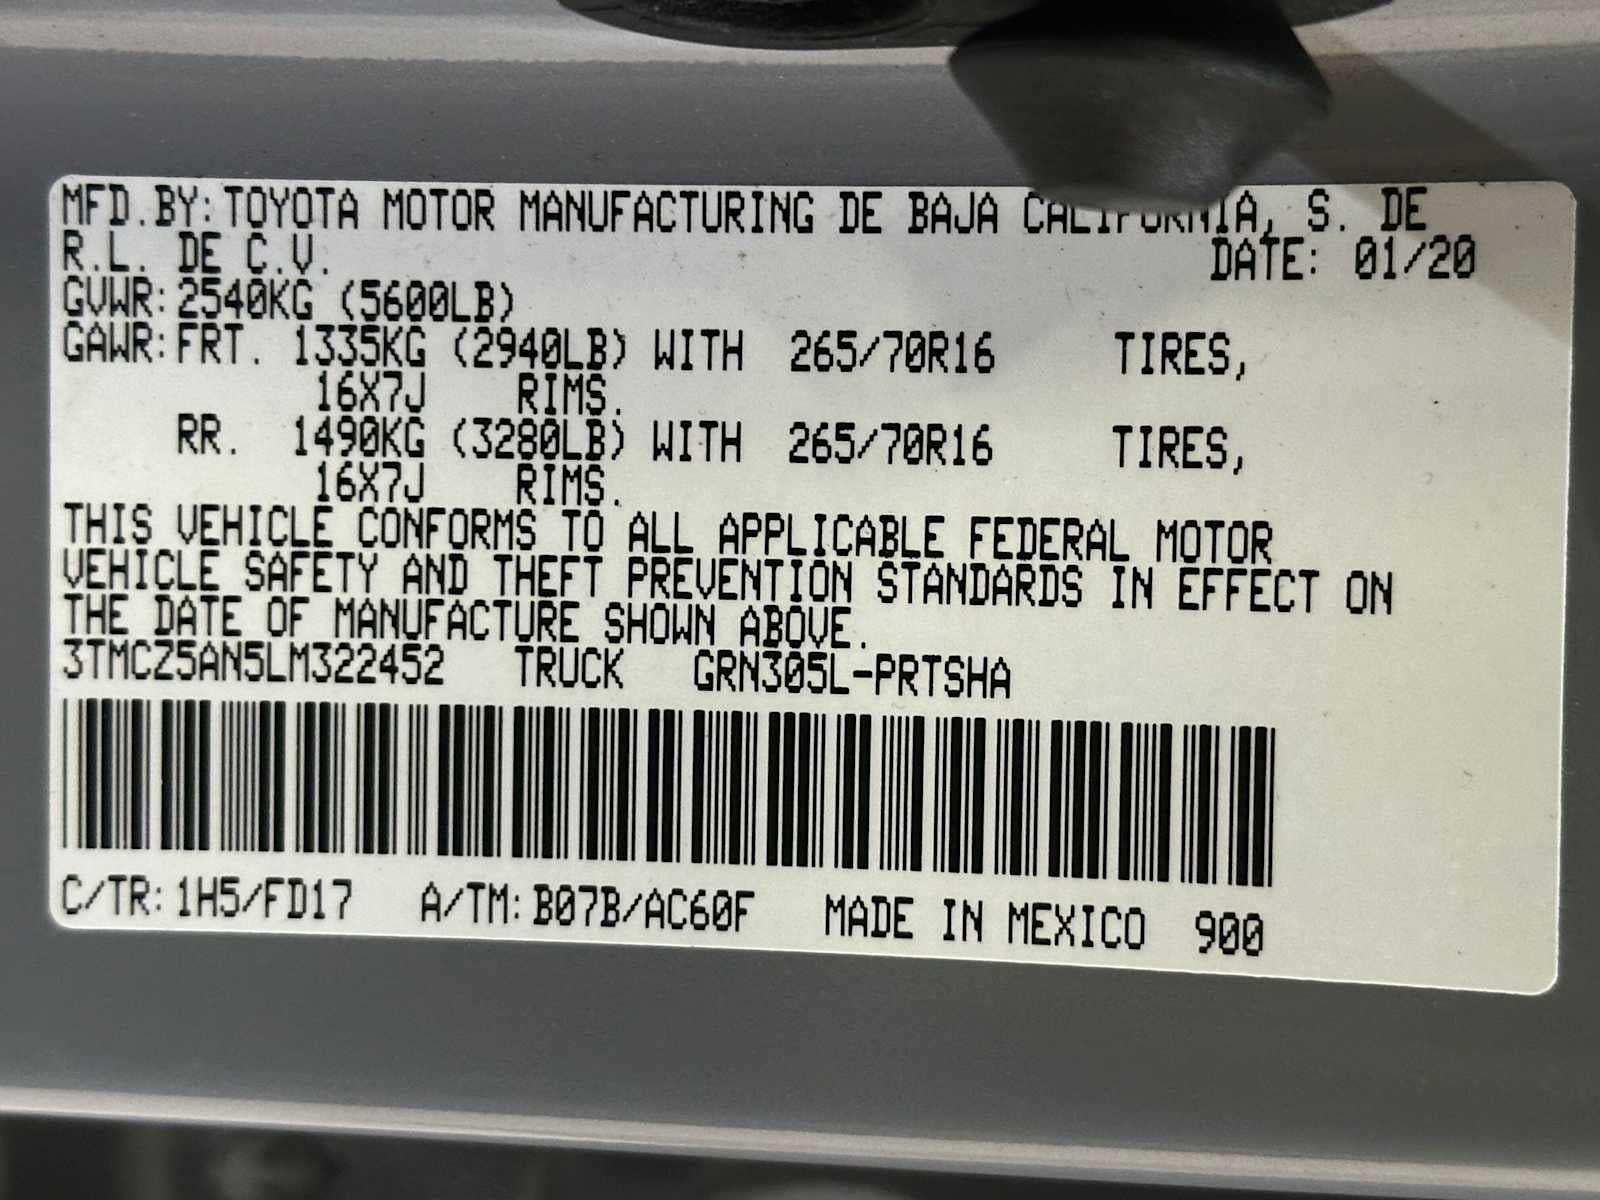 MFD.BY: TOYOTA MOTOR MANUFACTURING DE BAJA CALIFORNIA, S. DE
R.L. DE C.V. DATE: 01/20
GVWR: 2540KG (5600LB)
GAWR: FRT. 1335KG (2940LB) WITH 265/70R16 TIRES,
16X7J RIMS.
RR. 1490KG (3280LB) WITH 265/70R16 TIRES,
16X7J RIMS.
THIS VEHICLE CONFORMS TO ALL APPLICABLE FEDERAL MOTOR
VEHICLE SAFETY AND THEFT PREVENTION STANDARDS IN EFFECT ON
THE DATE OF MANUFACTURE SHOWN ABOVE.
3TMCZ5AN5LM322452 TRUCK GRN305L-PRTSHA
C/TR: 1H5/FD17 A/TM: B07B/AC60F MADE IN MEXICO 900